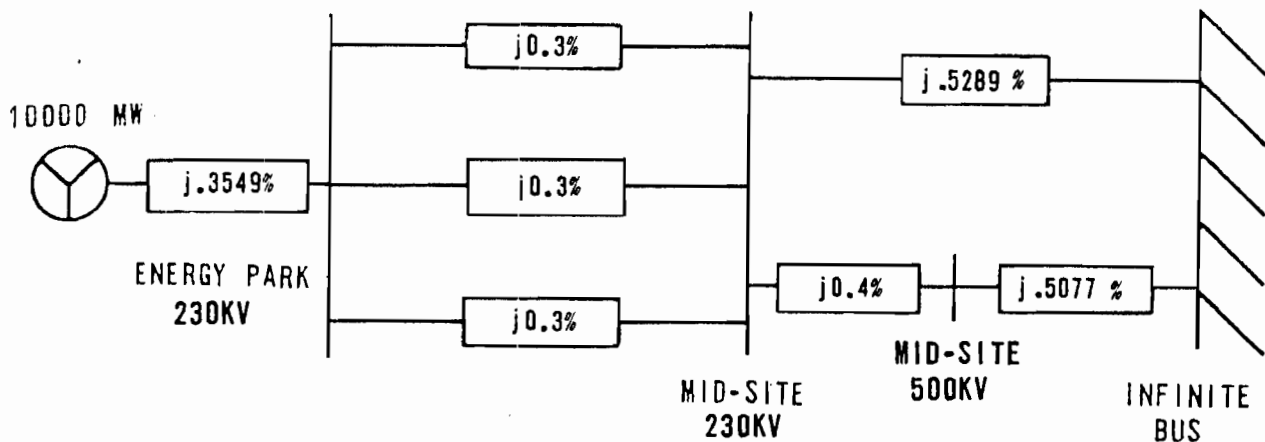 10000 MW
j.3549%
ENERGY PARK
230KV
j0.3%
j0.3%
j0.3%
MID-SITE
230KV
j.5289 %
j0.4%
j.5077 %
MID-SITE
500KV
INFINITE
BUS